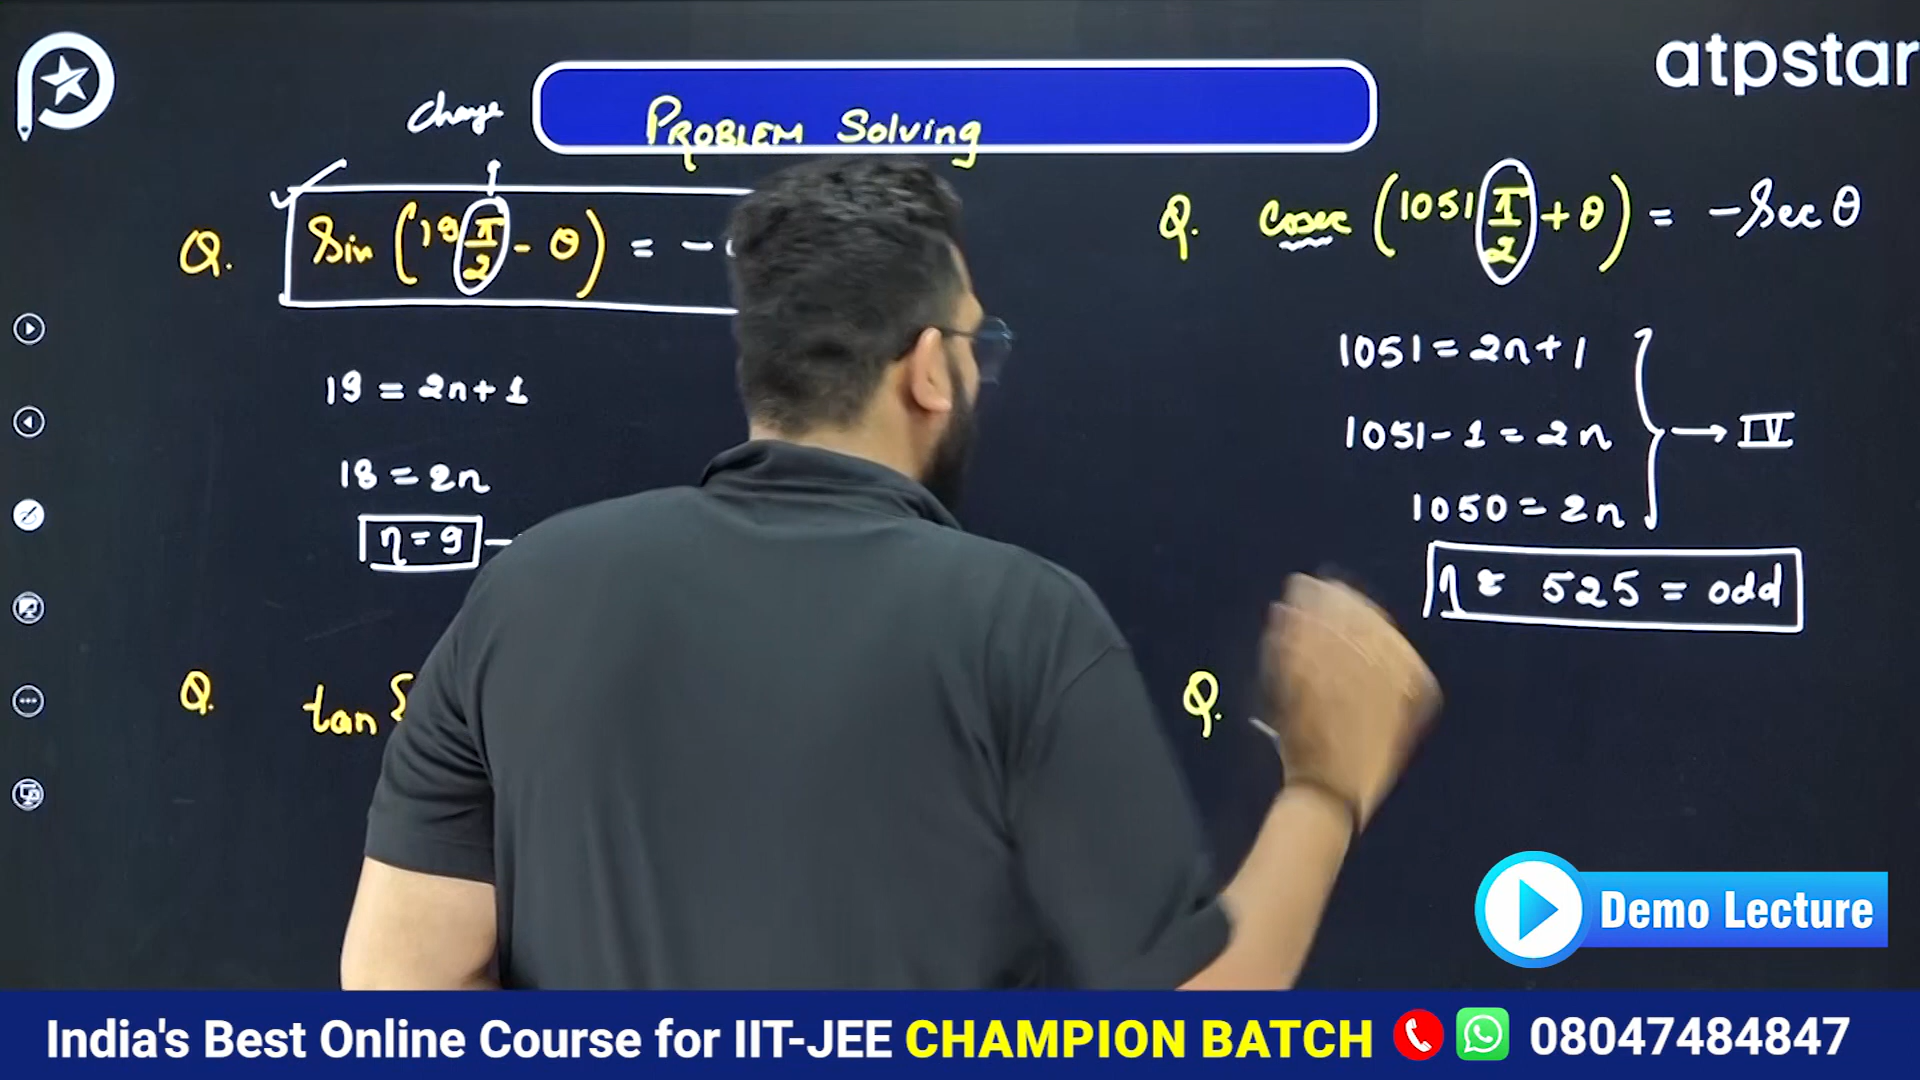 atpstar
Change
PROBLEM Solving
Q. Sin (19 π/2 - θ) = -
19 = 2n+1
18 = 2n
n = 9
Q. Cosec (1051 π/2 + θ) = -Sec θ
1051 = 2n+1
1051-1 = 2n → IV
1050 = 2n
n = 525 = odd
Q. tan {
Q.
Demo Lecture
India's Best Online Course for IIT-JEE CHAMPION BATCH 08047484847